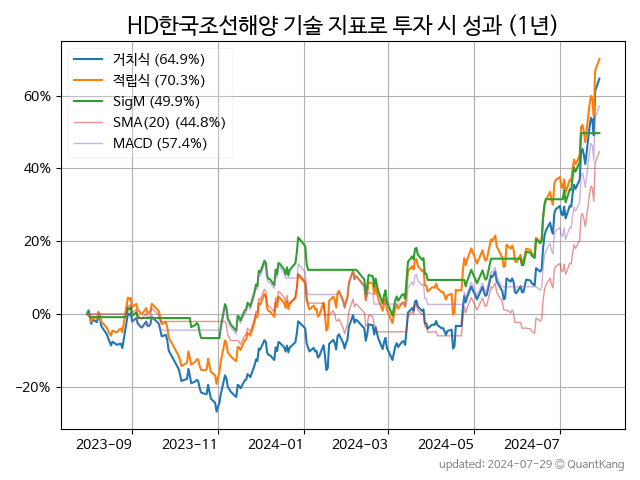 HD한국조선해양 기술 지표로 투자 시 성과 (1년)
거치식 (64.9%)
적립식 (70.3%)
SigM (49.9%)
SMA(20) (44.8%)
MACD (57.4%)
60%
40%
20%
0%
−20%
2023-09 2023-11 2024-01 2024-03 2024-05 2024-07
updated: 2024-07-29 © QuantKang